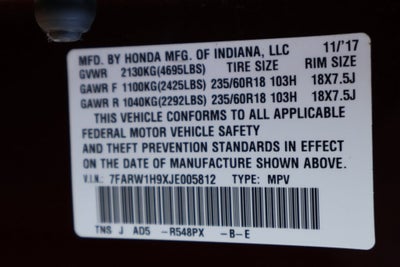 MFD. BY HONDA MFG. OF INDIANA, LLC 11/'17
GVWR 2130KG(4695LBS) TIRE SIZE RIM SIZE
GAWR F 1100KG(2425LBS) 235/60R18 103H 18X7.5J
GAWR R 1040KG(2292LBS) 235/60R18 103H 18X7.5J
THIS VEHICLE CONFORMS TO ALL APPLICABLE
FEDERAL MOTOR VEHICLE SAFETY
AND THEFT PREVENTION STANDARDS IN EFFECT
ON THE DATE OF MANUFACTURE SHOWN ABOVE.
V.I.N.: 7FARW1H9XJE005812 TYPE: MPV
TNS J AD5 -R548PX -B-E